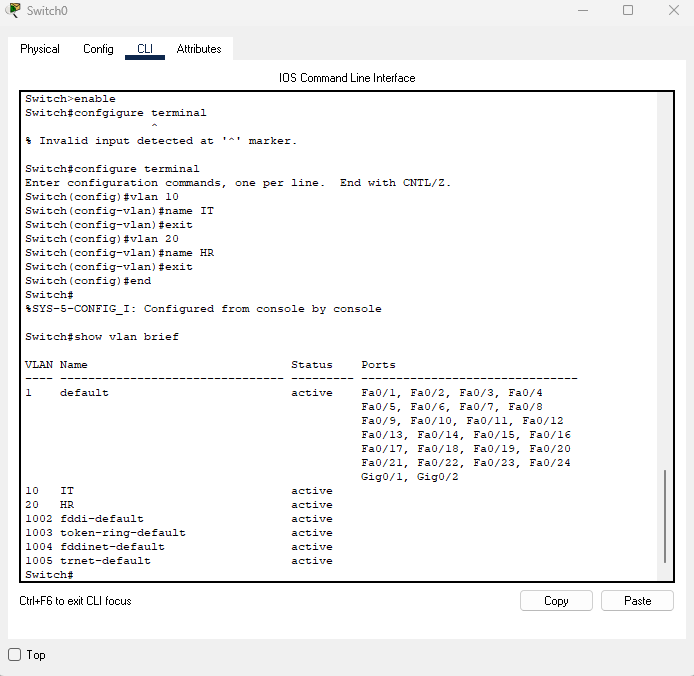 Switch0
Physical Config CLI Attributes
IOS Command Line Interface
Switch>enable
Switch#confgigure terminal
^
% Invalid input detected at '^' marker.
Switch#configure terminal
Enter configuration commands, one per line.  End with CNTL/Z.
Switch(config)#vlan 10
Switch(config-vlan)#name IT
Switch(config-vlan)#exit
Switch(config)#vlan 20
Switch(config-vlan)#name HR
Switch(config-vlan)#exit
Switch(config)#end
Switch#
%SYS-5-CONFIG_I: Configured from console by console
Switch#show vlan brief
VLAN Name                             Status    Ports
---- -------------------------------- --------- -------------------------------
1    default                          active    Fa0/1, Fa0/2, Fa0/3, Fa0/4
                                                Fa0/5, Fa0/6, Fa0/7, Fa0/8
                                                Fa0/9, Fa0/10, Fa0/11, Fa0/12
                                                Fa0/13, Fa0/14, Fa0/15, Fa0/16
                                                Fa0/17, Fa0/18, Fa0/19, Fa0/20
                                                Fa0/21, Fa0/22, Fa0/23, Fa0/24
                                                Gig0/1, Gig0/2
10   IT                               active
20   HR                               active
1002 fddi-default                     active
1003 token-ring-default               active
1004 fddinet-default                  active
1005 trnet-default                    active
Switch#
Ctrl+F6 to exit CLI focus
Copy Paste
Top